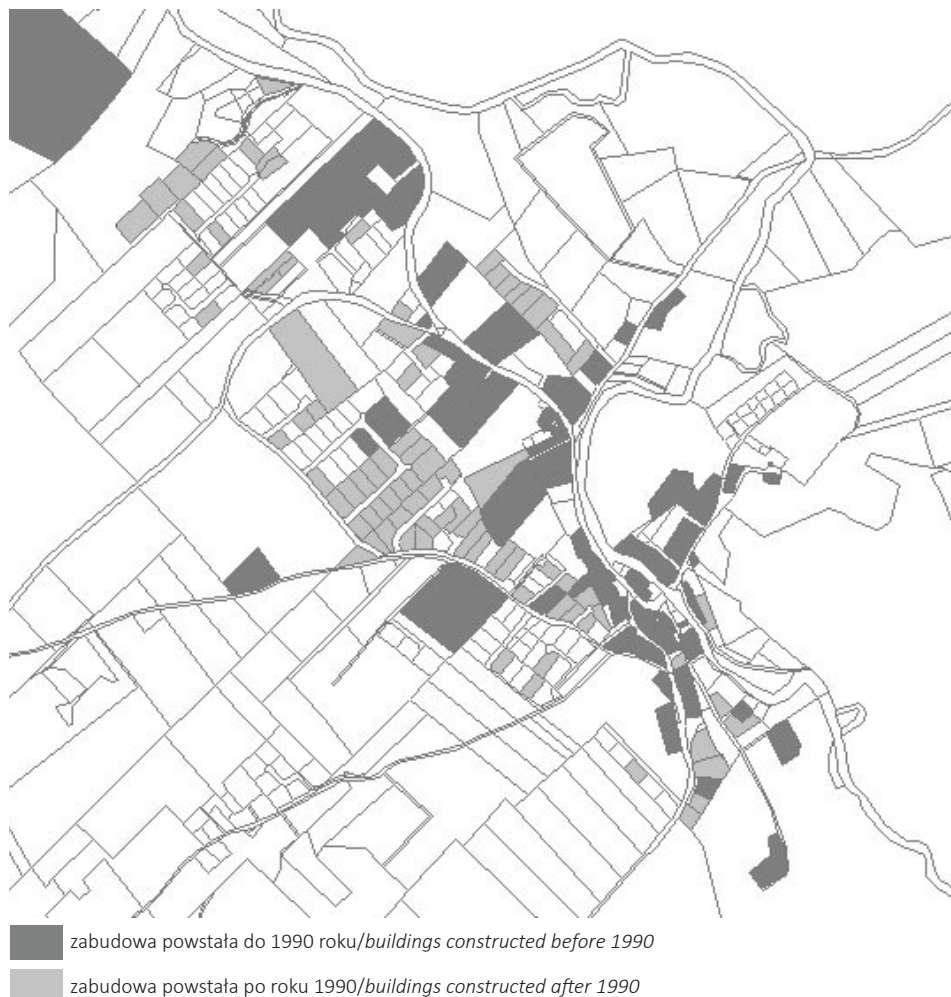 zabudowa powstała do 1990 roku/buildings constructed before 1990
zabudowa powstała po roku 1990/buildings constructed after 1990